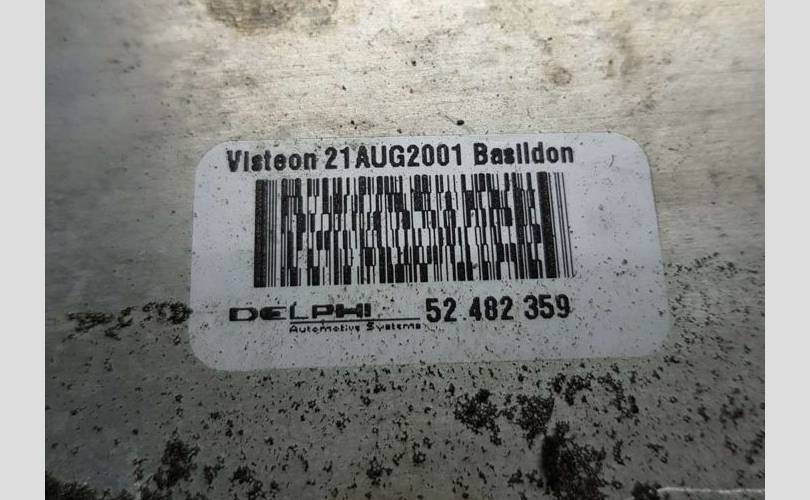 Visteon 21AUG2001 Basildon
DELPHI 52 482 359
Automotive Systems